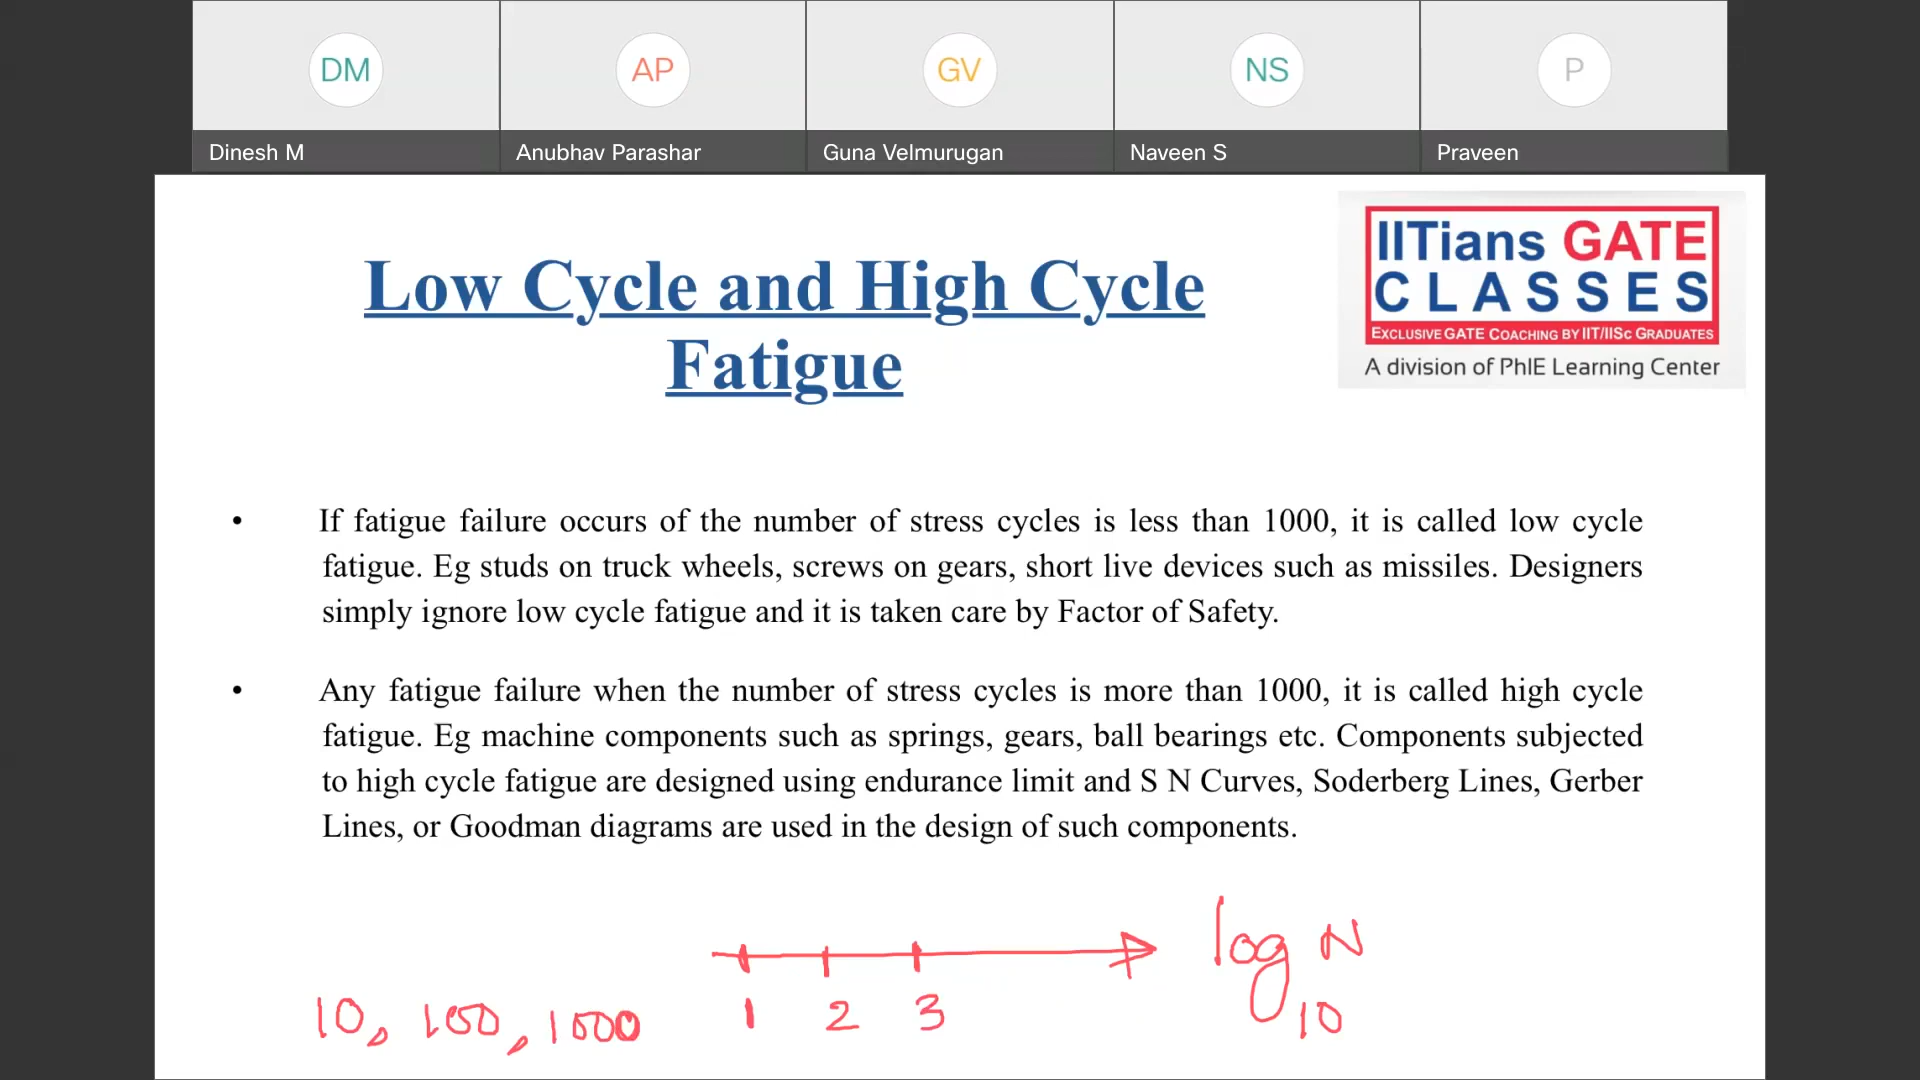 DM AP GV NS P
Dinesh M Anubhav Parashar Guna Velmurugan Naveen S Praveen
IITians GATE
CLASSES
EXCLUSIVE GATE COACHING BY IIT/IISc GRADUATES
A division of PhIE Learning Center
Low Cycle and High Cycle
Fatigue
• If fatigue failure occurs of the number of stress cycles is less than 1000, it is called low cycle
fatigue. Eg studs on truck wheels, screws on gears, short live devices such as missiles. Designers
simply ignore low cycle fatigue and it is taken care by Factor of Safety.
• Any fatigue failure when the number of stress cycles is more than 1000, it is called high cycle
fatigue. Eg machine components such as springs, gears, ball bearings etc. Components subjected
to high cycle fatigue are designed using endurance limit and S N Curves, Soderberg Lines, Gerber
Lines, or Goodman diagrams are used in the design of such components.
log N
10
10, 100, 1000
1 2 3